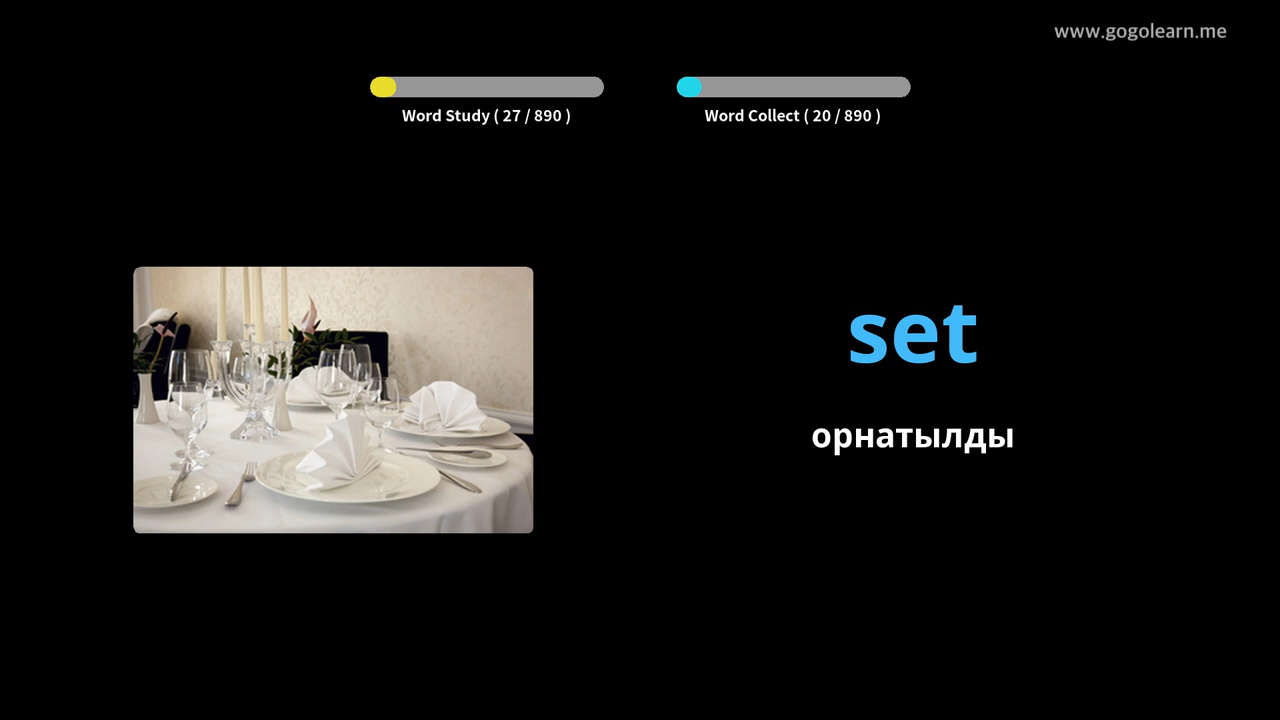 www.gogolearn.me
Word Study ( 27 / 890 )
Word Collect ( 20 / 890 )
set
орнатылды